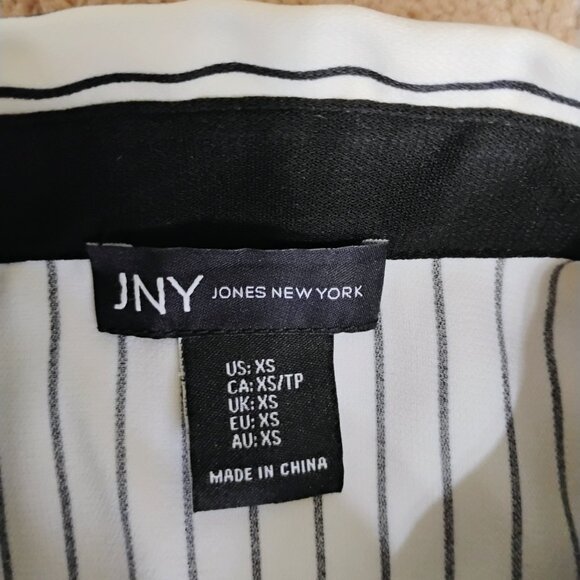 JNY JONES NEW YORK
US: XS
CA: XS/TP
UK: XS
EU: XS
AU: XS
MADE IN CHINA